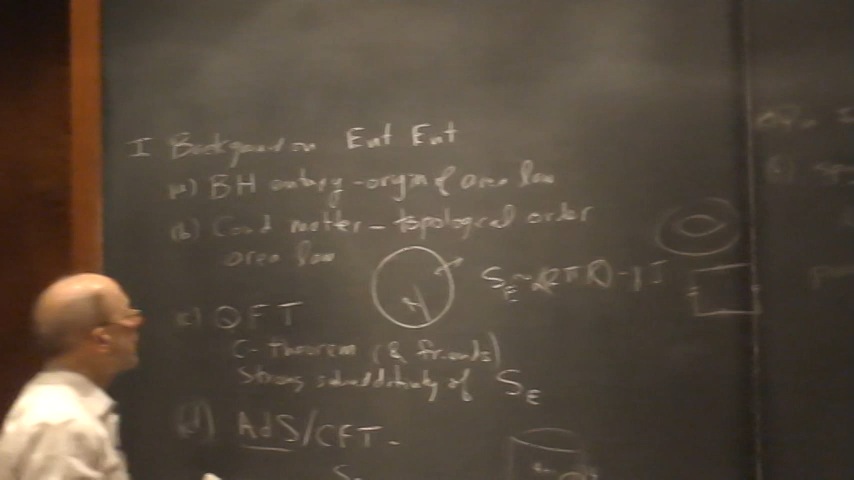 I Background on Ent Ent
a) BH entropy - origin of area law
(b) Cond matter - topological order
area law
S_E ~
c) QFT
C-theorem (& friends)
Strong subadditivity of S_E
(d) AdS/CFT -